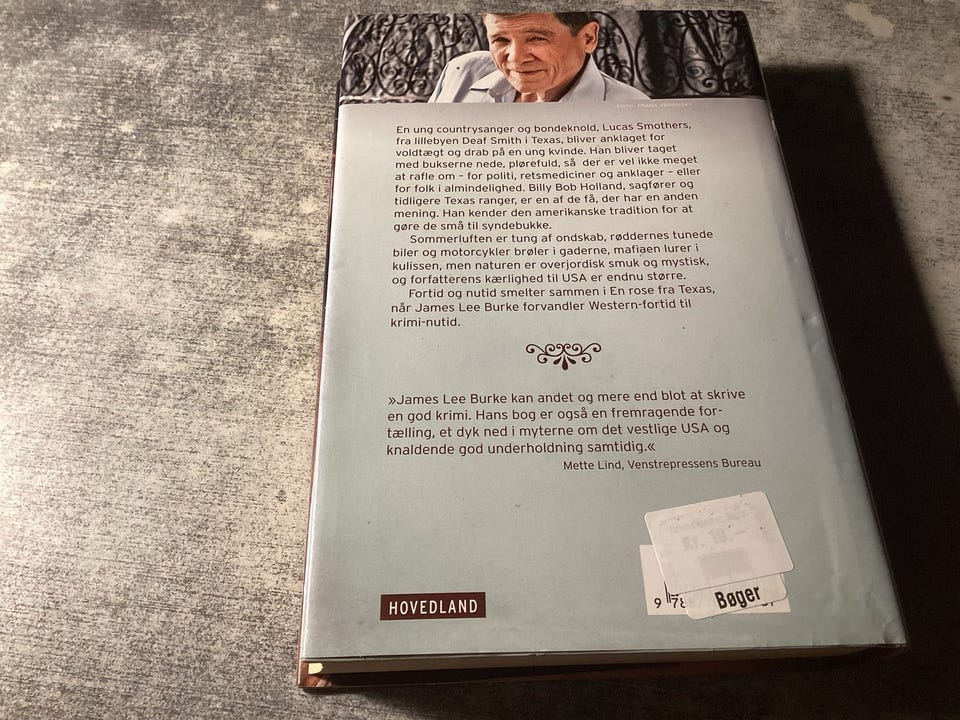 FOTO: FRANK VERONSKY
En ung countrysanger og bondeknold, Lucas Smothers,
fra lillebyen Deaf Smith i Texas, bliver anklaget for
voldtægt og drab på en ung kvinde. Han bliver taget
med bukserne nede, plørefuld, så der er vel ikke meget
at rafle om – for politi, retsmediciner og anklager – eller
for folk i almindelighed. Billy Bob Holland, sagfører og
tidligere Texas ranger, er en af de få, der har en anden
mening. Han kender den amerikanske tradition for at
gøre de små til syndebukke.
Sommerluften er tung af ondskab, røddernes tunede
biler og motorcykler brøler i gaderne, mafiaen lurer i
kulissen, men naturen er overjordisk smuk og mystisk,
og forfatterens kærlighed til USA er endnu større.
Fortid og nutid smelter sammen i En rose fra Texas,
når James Lee Burke forvandler Western-fortid til
krimi-nutid.
»James Lee Burke kan andet og mere end blot at skrive
en god krimi. Hans bog er også en fremragende for-
tælling, et dyk ned i myterne om det vestlige USA og
knaldende god underholdning samtidig.«
Mette Lind, Venstrepressens Bureau
Kr. 10,-
9 78
Bøger
HOVEDLAND